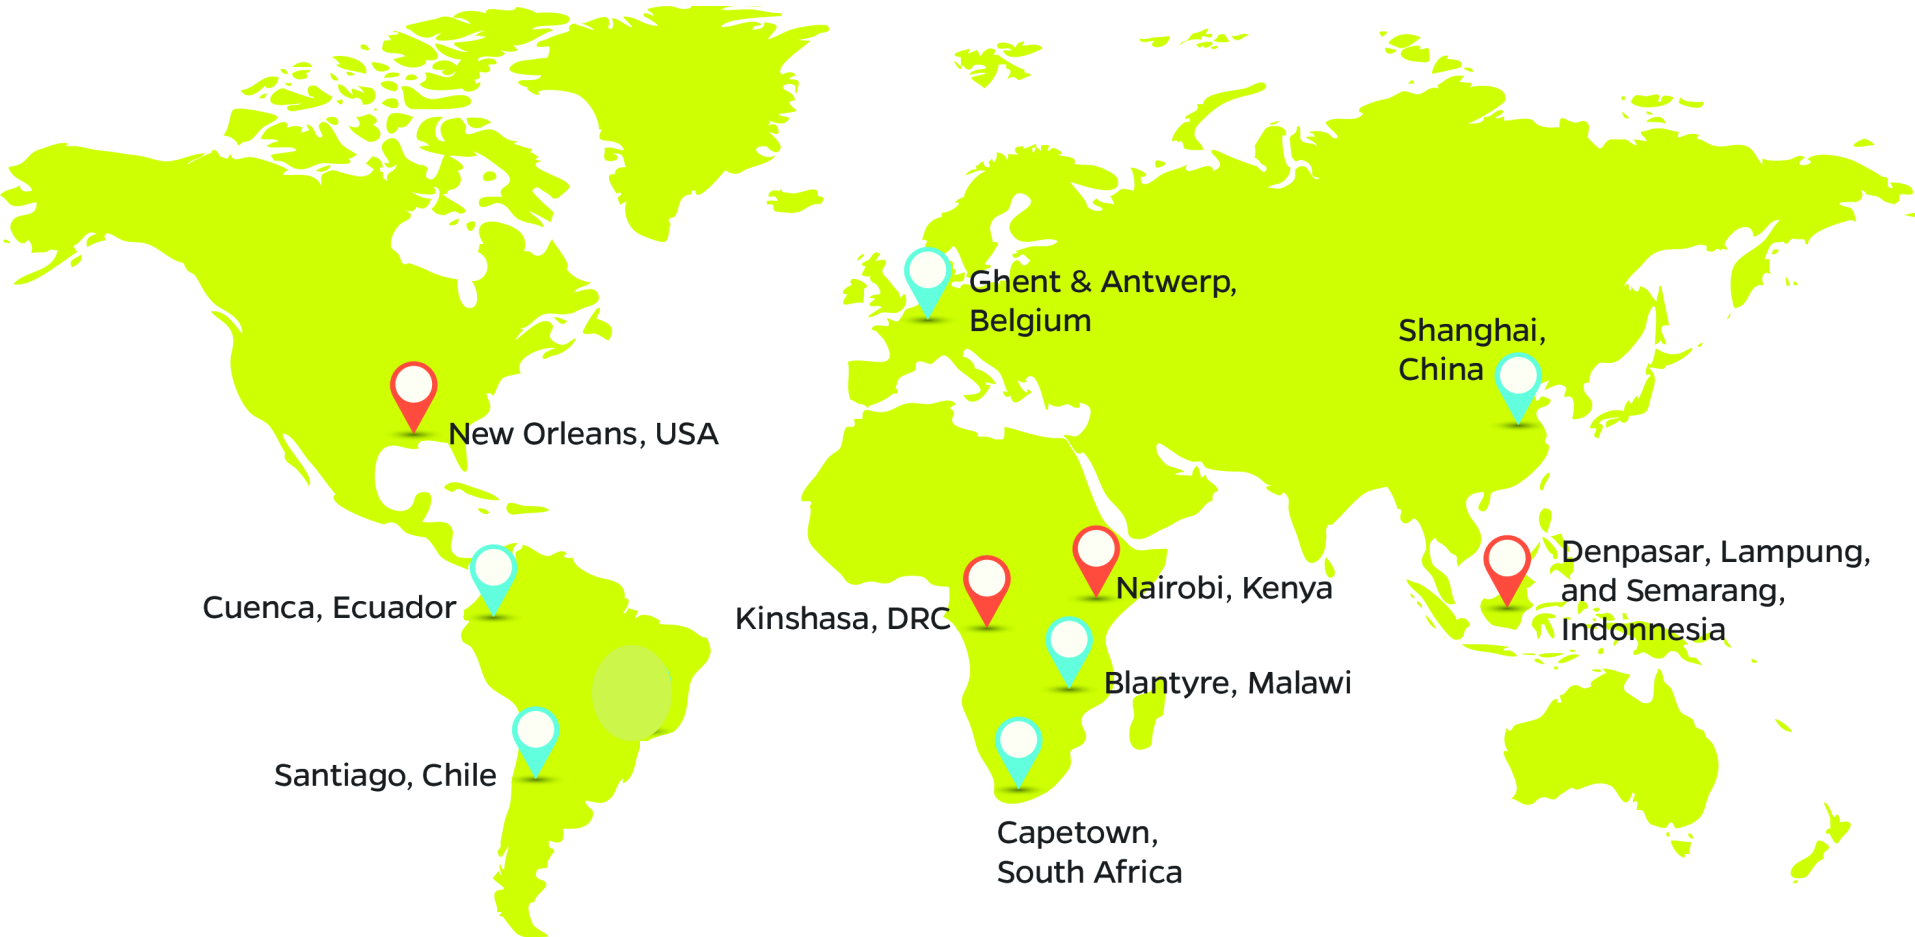 Ghent & Antwerp,
Belgium
Shanghai,
China
New Orleans, USA
Denpasar, Lampung,
and Semarang,
Indonnesia
Nairobi, Kenya
Cuenca, Ecuador
Kinshasa, DRC
Blantyre, Malawi
Santiago, Chile
Capetown,
South Africa